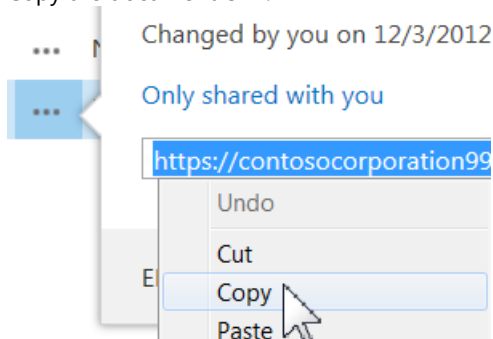 Changed by you on 12/3/2012
Only shared with you
https://contosocorporation99
Undo
Cut
Copy
Paste